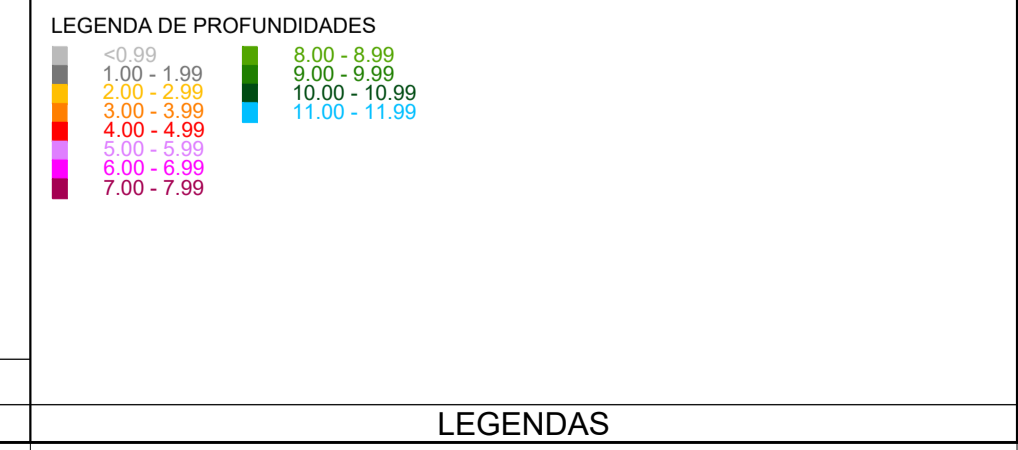 LEGENDA DE PROFUNDIDADES
<0.99
1.00 - 1.99
2.00 - 2.99
3.00 - 3.99
4.00 - 4.99
5.00 - 5.99
6.00 - 6.99
7.00 - 7.99
8.00 - 8.99
9.00 - 9.99
10.00 - 10.99
11.00 - 11.99
LEGENDAS